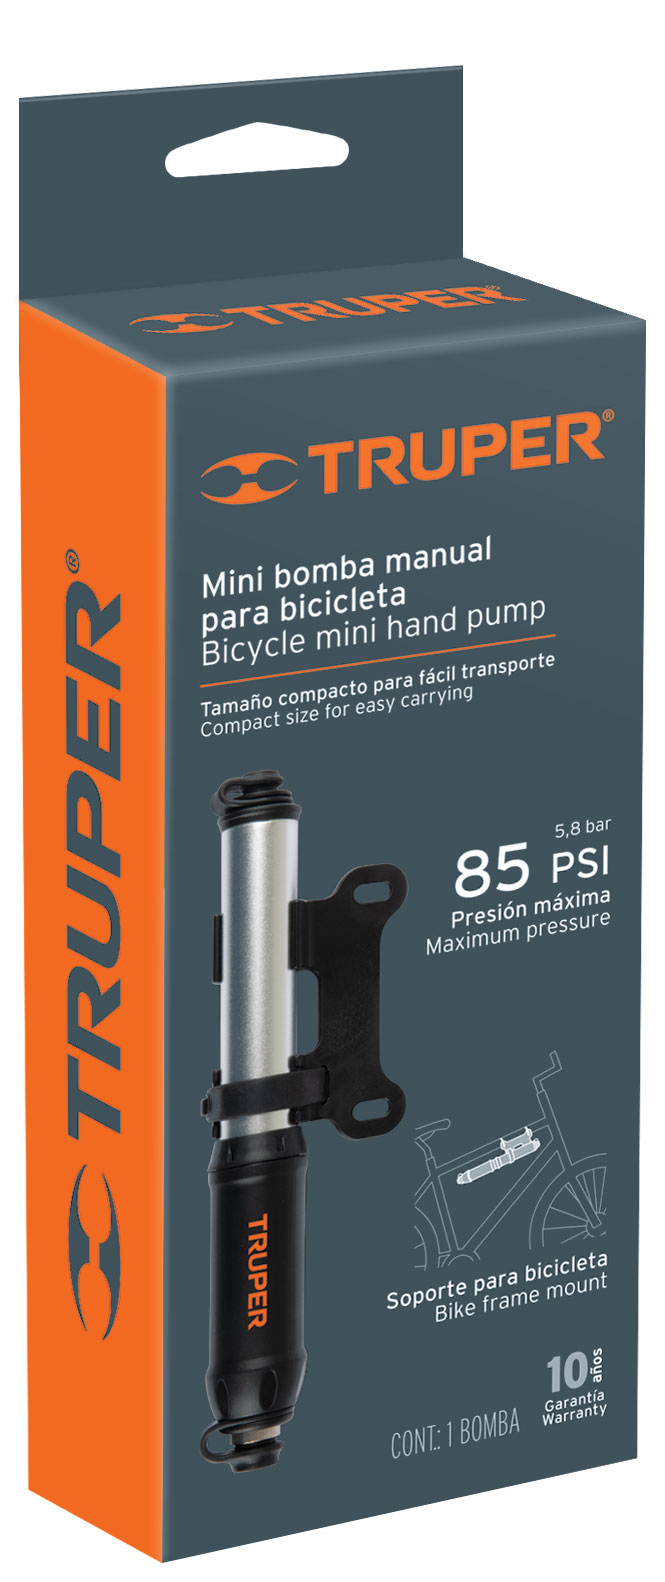 TRUPER®
TRUPER®
TRUPER®
Mini bomba manual
para bicicleta
Bicycle mini hand pump
Tamaño compacto para fácil transporte
Compact size for easy carrying
5,8 bar
85 PSI
Presión máxima
Maximum pressure
TRUPER
Soporte para bicicleta
Bike frame mount
10 años
Garantía
Warranty
CONT.: 1 BOMBA